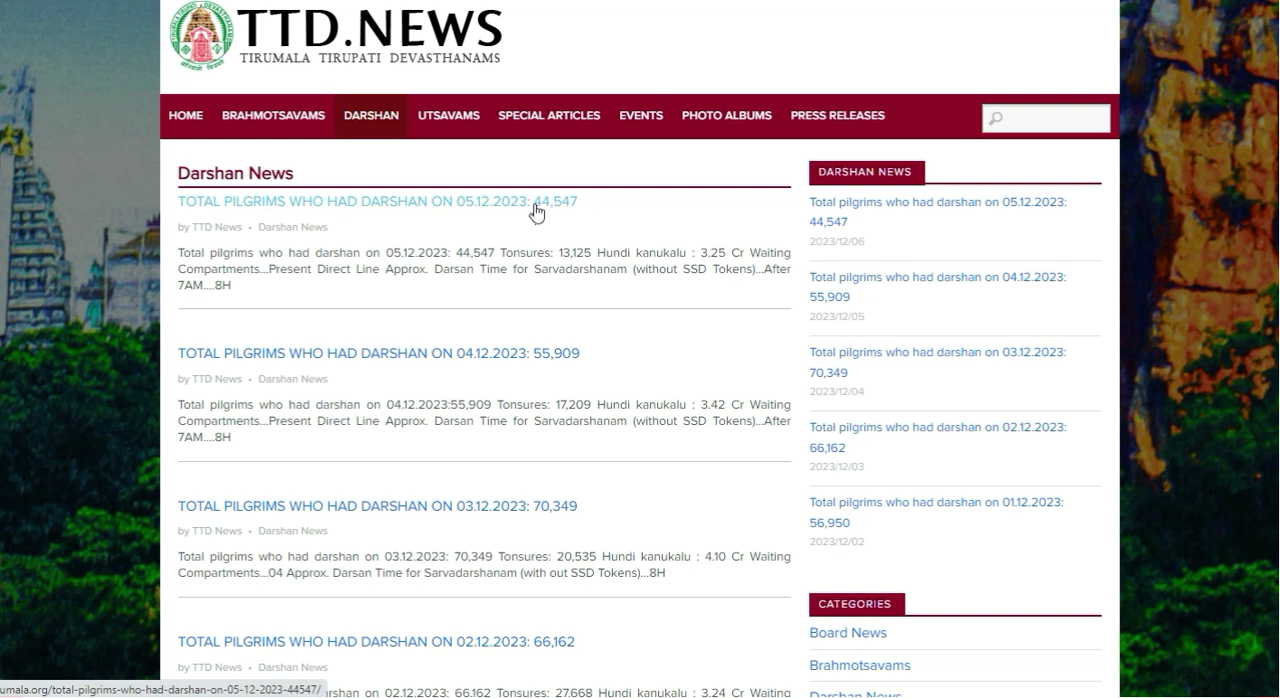 TTD.NEWS
TIRUMALA TIRUPATI DEVASTHANAMS
HOME BRAHMOTSAVAMS DARSHAN UTSAVAMS SPECIAL ARTICLES EVENTS PHOTO ALBUMS PRESS RELEASES
Darshan News
TOTAL PILGRIMS WHO HAD DARSHAN ON 05.12.2023: 44,547
by TTD News • Darshan News
Total pilgrims who had darshan on 05.12.2023: 44,547 Tonsures: 13,125 Hundi kanukalu : 3.25 Cr Waiting
Compartments...Present Direct Line Approx. Darsan Time for Sarvadarshanam (without SSD Tokens)...After
7AM....8H
TOTAL PILGRIMS WHO HAD DARSHAN ON 04.12.2023: 55,909
by TTD News • Darshan News
Total pilgrims who had darshan on 04.12.2023:55,909 Tonsures: 17,209 Hundi kanukalu : 3.42 Cr Waiting
Compartments...Present Direct Line Approx. Darsan Time for Sarvadarshanam (without SSD Tokens)...After
7AM....8H
TOTAL PILGRIMS WHO HAD DARSHAN ON 03.12.2023: 70,349
by TTD News • Darshan News
Total pilgrims who had darshan on 03.12.2023: 70,349 Tonsures: 20,535 Hundi kanukalu : 4.10 Cr Waiting
Compartments...04 Approx. Darsan Time for Sarvadarshanam (with out SSD Tokens)...8H
TOTAL PILGRIMS WHO HAD DARSHAN ON 02.12.2023: 66,162
by TTD News • Darshan News
rshan on 02.12.2023: 66,162 Tonsures: 27,668 Hundi kanukalu : 3.24 Cr Waiting
DARSHAN NEWS
Total pilgrims who had darshan on 05.12.2023:
44,547
2023/12/06
Total pilgrims who had darshan on 04.12.2023:
55,909
2023/12/05
Total pilgrims who had darshan on 03.12.2023:
70,349
2023/12/04
Total pilgrims who had darshan on 02.12.2023:
66,162
2023/12/03
Total pilgrims who had darshan on 01.12.2023:
56,950
2023/12/02
CATEGORIES
Board News
Brahmotsavams
Darshan News
umala.org/total-pilgrims-who-had-darshan-on-05-12-2023-44547/